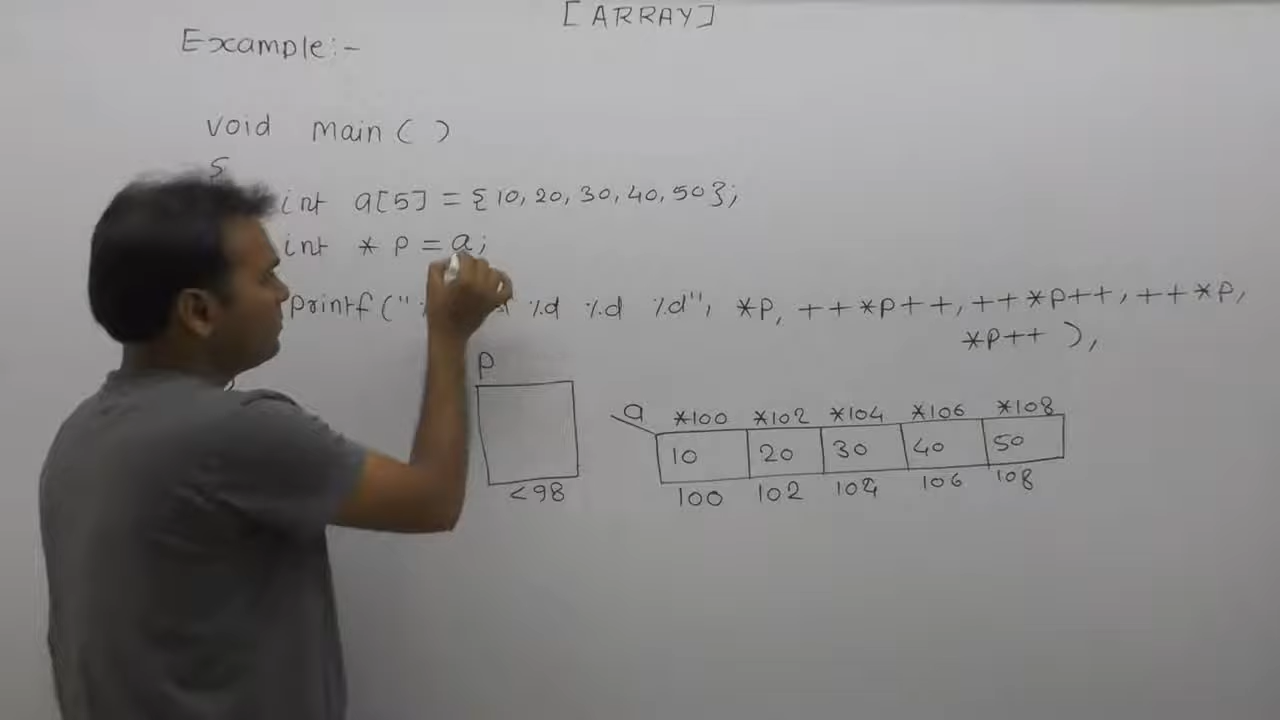 [ARRAY]
Example:-
void main( )
{
int a[5] = {10, 20, 30, 40, 50};
int * p = a;
printf(" %d %d %d", *p, ++*p++, ++*p++, ++*p,
*p++ ),
p
<98
a *100 *102 *104 *106 *108
10 20 30 40 50
100 102 104 106 108